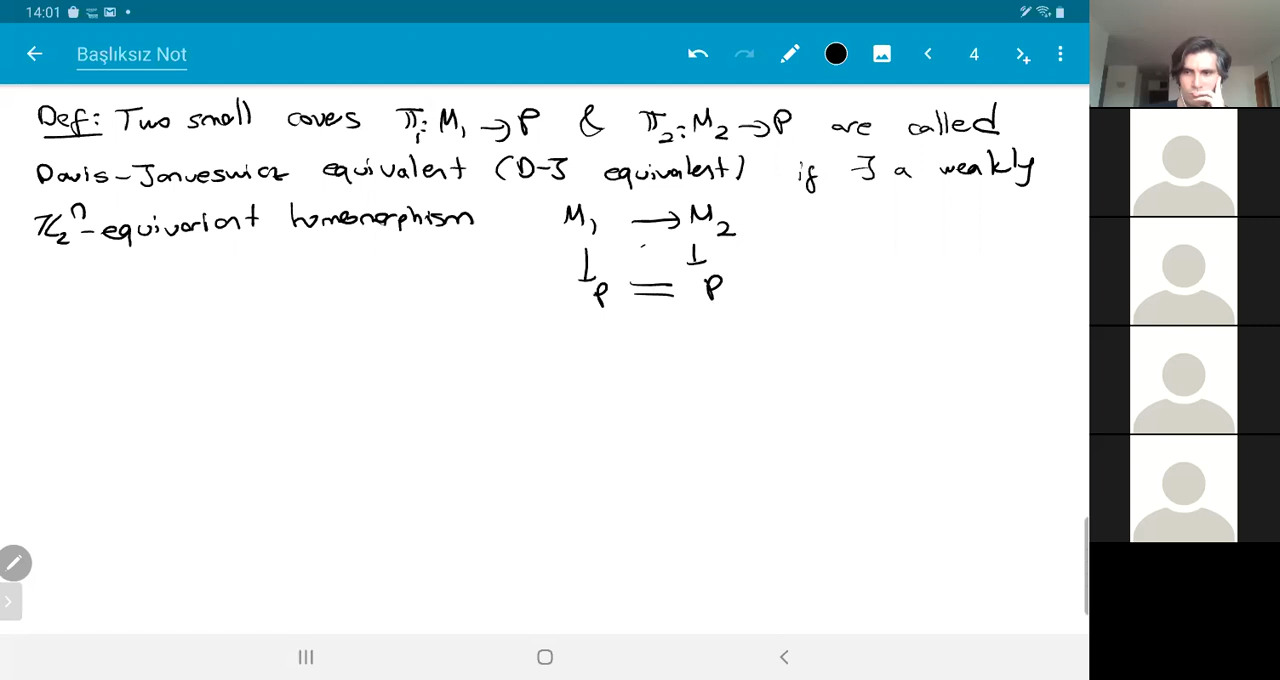 14:01
Başlıksız Not
4
Def: Two small covers π₁: M₁ → P & π₂: M₂ → P are called
Davis-Janueswicz equivalent (D-J equivalent) if ∃ a weakly
ℤ₂ⁿ-equivariant homeomorphism M₁ → M₂
↓ ↓
P = P